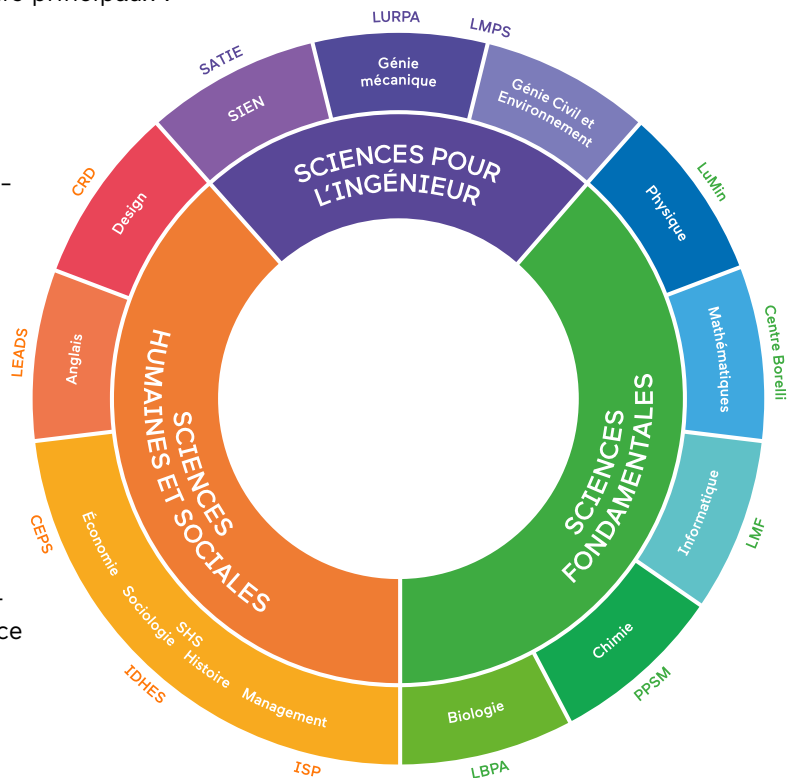 principaux :
-
ce
LURPA
LMPS
SATIE
Génie
mécanique
SIEN
Génie Civil et
Environnement
SCIENCES POUR
L'INGÉNIEUR
CRD
Design
LuMin
Physique
LEADS
Anglais
Centre Borelli
Mathématiques
SCIENCES
HUMAINES ET SOCIALES
SCIENCES
FONDAMENTALES
CEPS
Économie
Sociologie
SHS
Histoire
Management
IDHES
ISP
LMF
Informatique
Chimie
PPSM
Biologie
LBPA